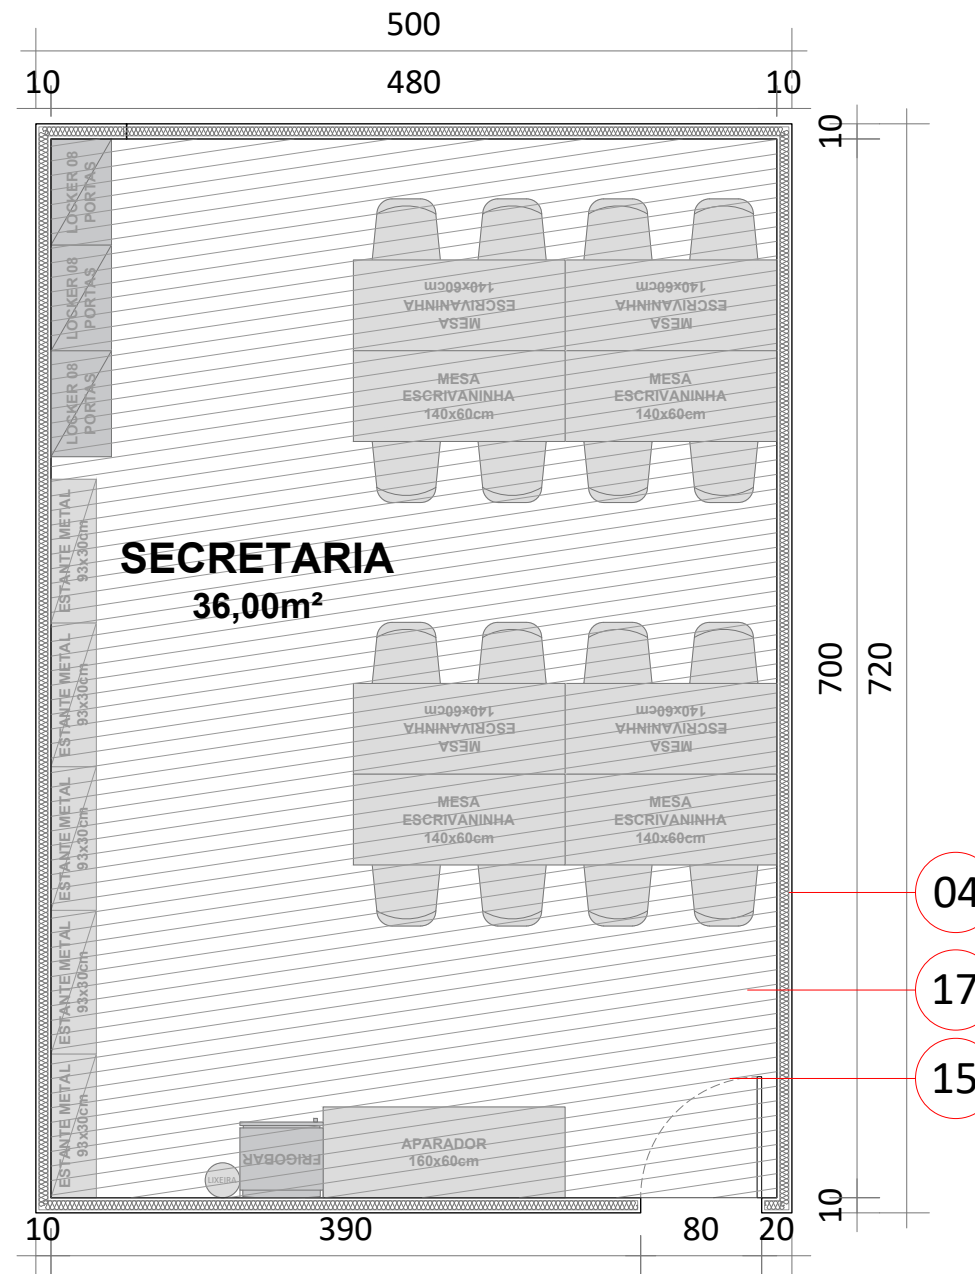 500
10
480
10
10
LOCKER 08
PORTAS
LOCKER 08
PORTAS
LOCKER 08
PORTAS
MESA
ESCRIVANINHA
140x60cm
MESA
ESCRIVANINHA
140x60cm
MESA
ESCRIVANINHA
140x60cm
MESA
ESCRIVANINHA
140x60cm
ESTANTE METAL
93x30cm
SECRETARIA
36,00m²
ESTANTE METAL
93x30cm
700
720
MESA
ESCRIVANINHA
140x60cm
MESA
ESCRIVANINHA
140x60cm
MESA
ESCRIVANINHA
140x60cm
MESA
ESCRIVANINHA
140x60cm
ESTANTE METAL
93x30cm
04
ESTANTE METAL
93x30cm
17
15
ESTANTE METAL
93x30cm
LIXEIRA
FRIGOBAR
APARADOR
160x60cm
10
10
390
80
20